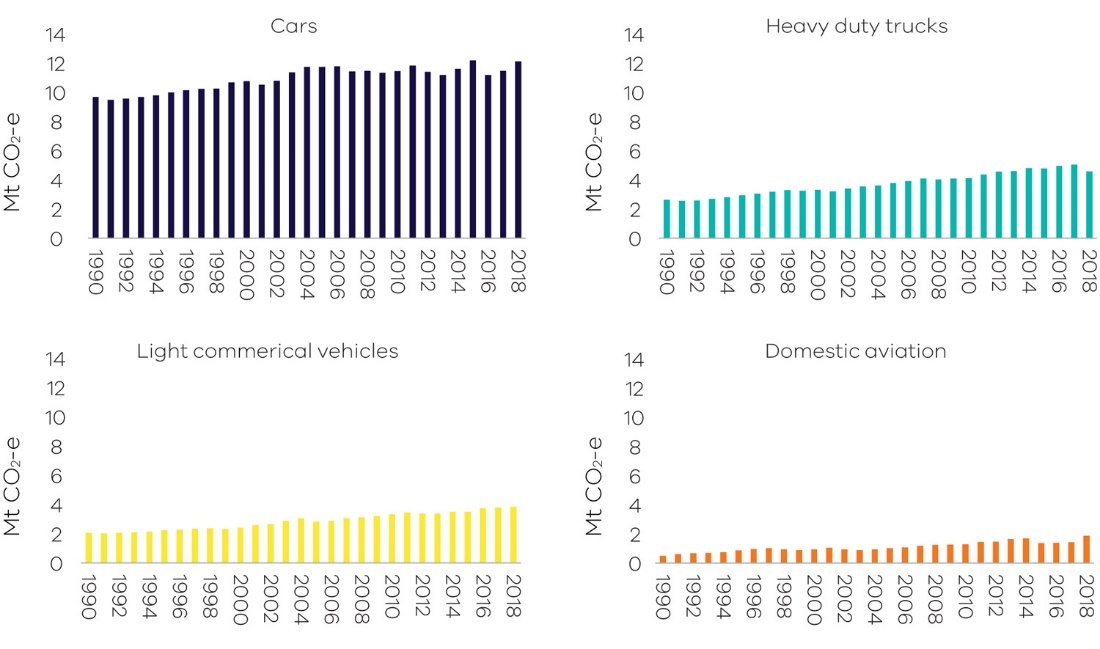 Cars
14
12
10
8
6
4
2
0
Mt CO₂-e
1990 1992 1994 1996 1998 2000 2002 2004 2006 2008 2010 2012 2014 2016 2018
Heavy duty trucks
14
12
10
8
6
4
2
0
Mt CO₂-e
1990 1992 1994 1996 1998 2000 2002 2004 2006 2008 2010 2012 2014 2016 2018
Light commerical vehicles
14
12
10
8
6
4
2
0
Mt CO₂-e
1990 1992 1994 1996 1998 2000 2002 2004 2006 2008 2010 2012 2014 2016 2018
Domestic aviation
14
12
10
8
6
4
2
0
Mt CO₂-e
1990 1992 1994 1996 1998 2000 2002 2004 2006 2008 2010 2012 2014 2016 2018